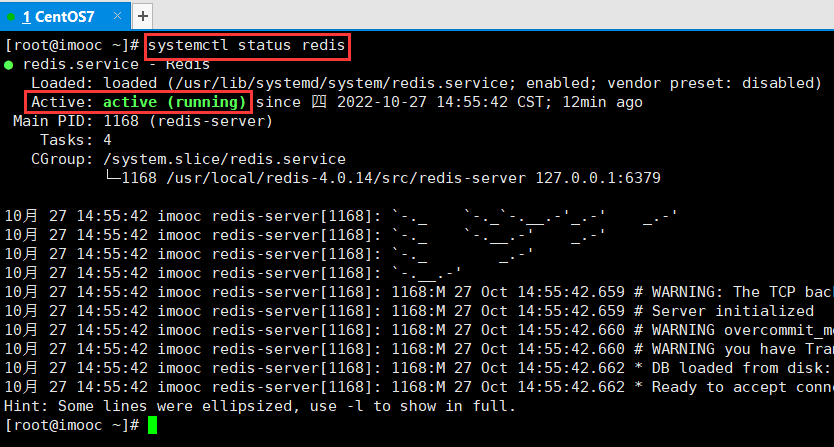 1 CentOS7 × +
[root@imooc ~]# systemctl status redis
● redis.service - Redis
Loaded: loaded (/usr/lib/systemd/system/redis.service; enabled; vendor preset: disabled)
Active: active (running) since 四 2022-10-27 14:55:42 CST; 12min ago
Main PID: 1168 (redis-server)
Tasks: 4
CGroup: /system.slice/redis.service
└─1168 /usr/local/redis-4.0.14/src/redis-server 127.0.0.1:6379
10月 27 14:55:42 imooc redis-server[1168]: `-._    `-._`-.__.-'_.-'    _.-'
10月 27 14:55:42 imooc redis-server[1168]: `-._    `-.__.-'    _.-'
10月 27 14:55:42 imooc redis-server[1168]: `-._        _.-'
10月 27 14:55:42 imooc redis-server[1168]: `-.__.-'
10月 27 14:55:42 imooc redis-server[1168]: 1168:M 27 Oct 14:55:42.659 # WARNING: The TCP bac
10月 27 14:55:42 imooc redis-server[1168]: 1168:M 27 Oct 14:55:42.659 # Server initialized
10月 27 14:55:42 imooc redis-server[1168]: 1168:M 27 Oct 14:55:42.660 # WARNING overcommit_me
10月 27 14:55:42 imooc redis-server[1168]: 1168:M 27 Oct 14:55:42.660 # WARNING you have Tran
10月 27 14:55:42 imooc redis-server[1168]: 1168:M 27 Oct 14:55:42.662 * DB loaded from disk:
10月 27 14:55:42 imooc redis-server[1168]: 1168:M 27 Oct 14:55:42.662 * Ready to accept conne
Hint: Some lines were ellipsized, use -l to show in full.
[root@imooc ~]#